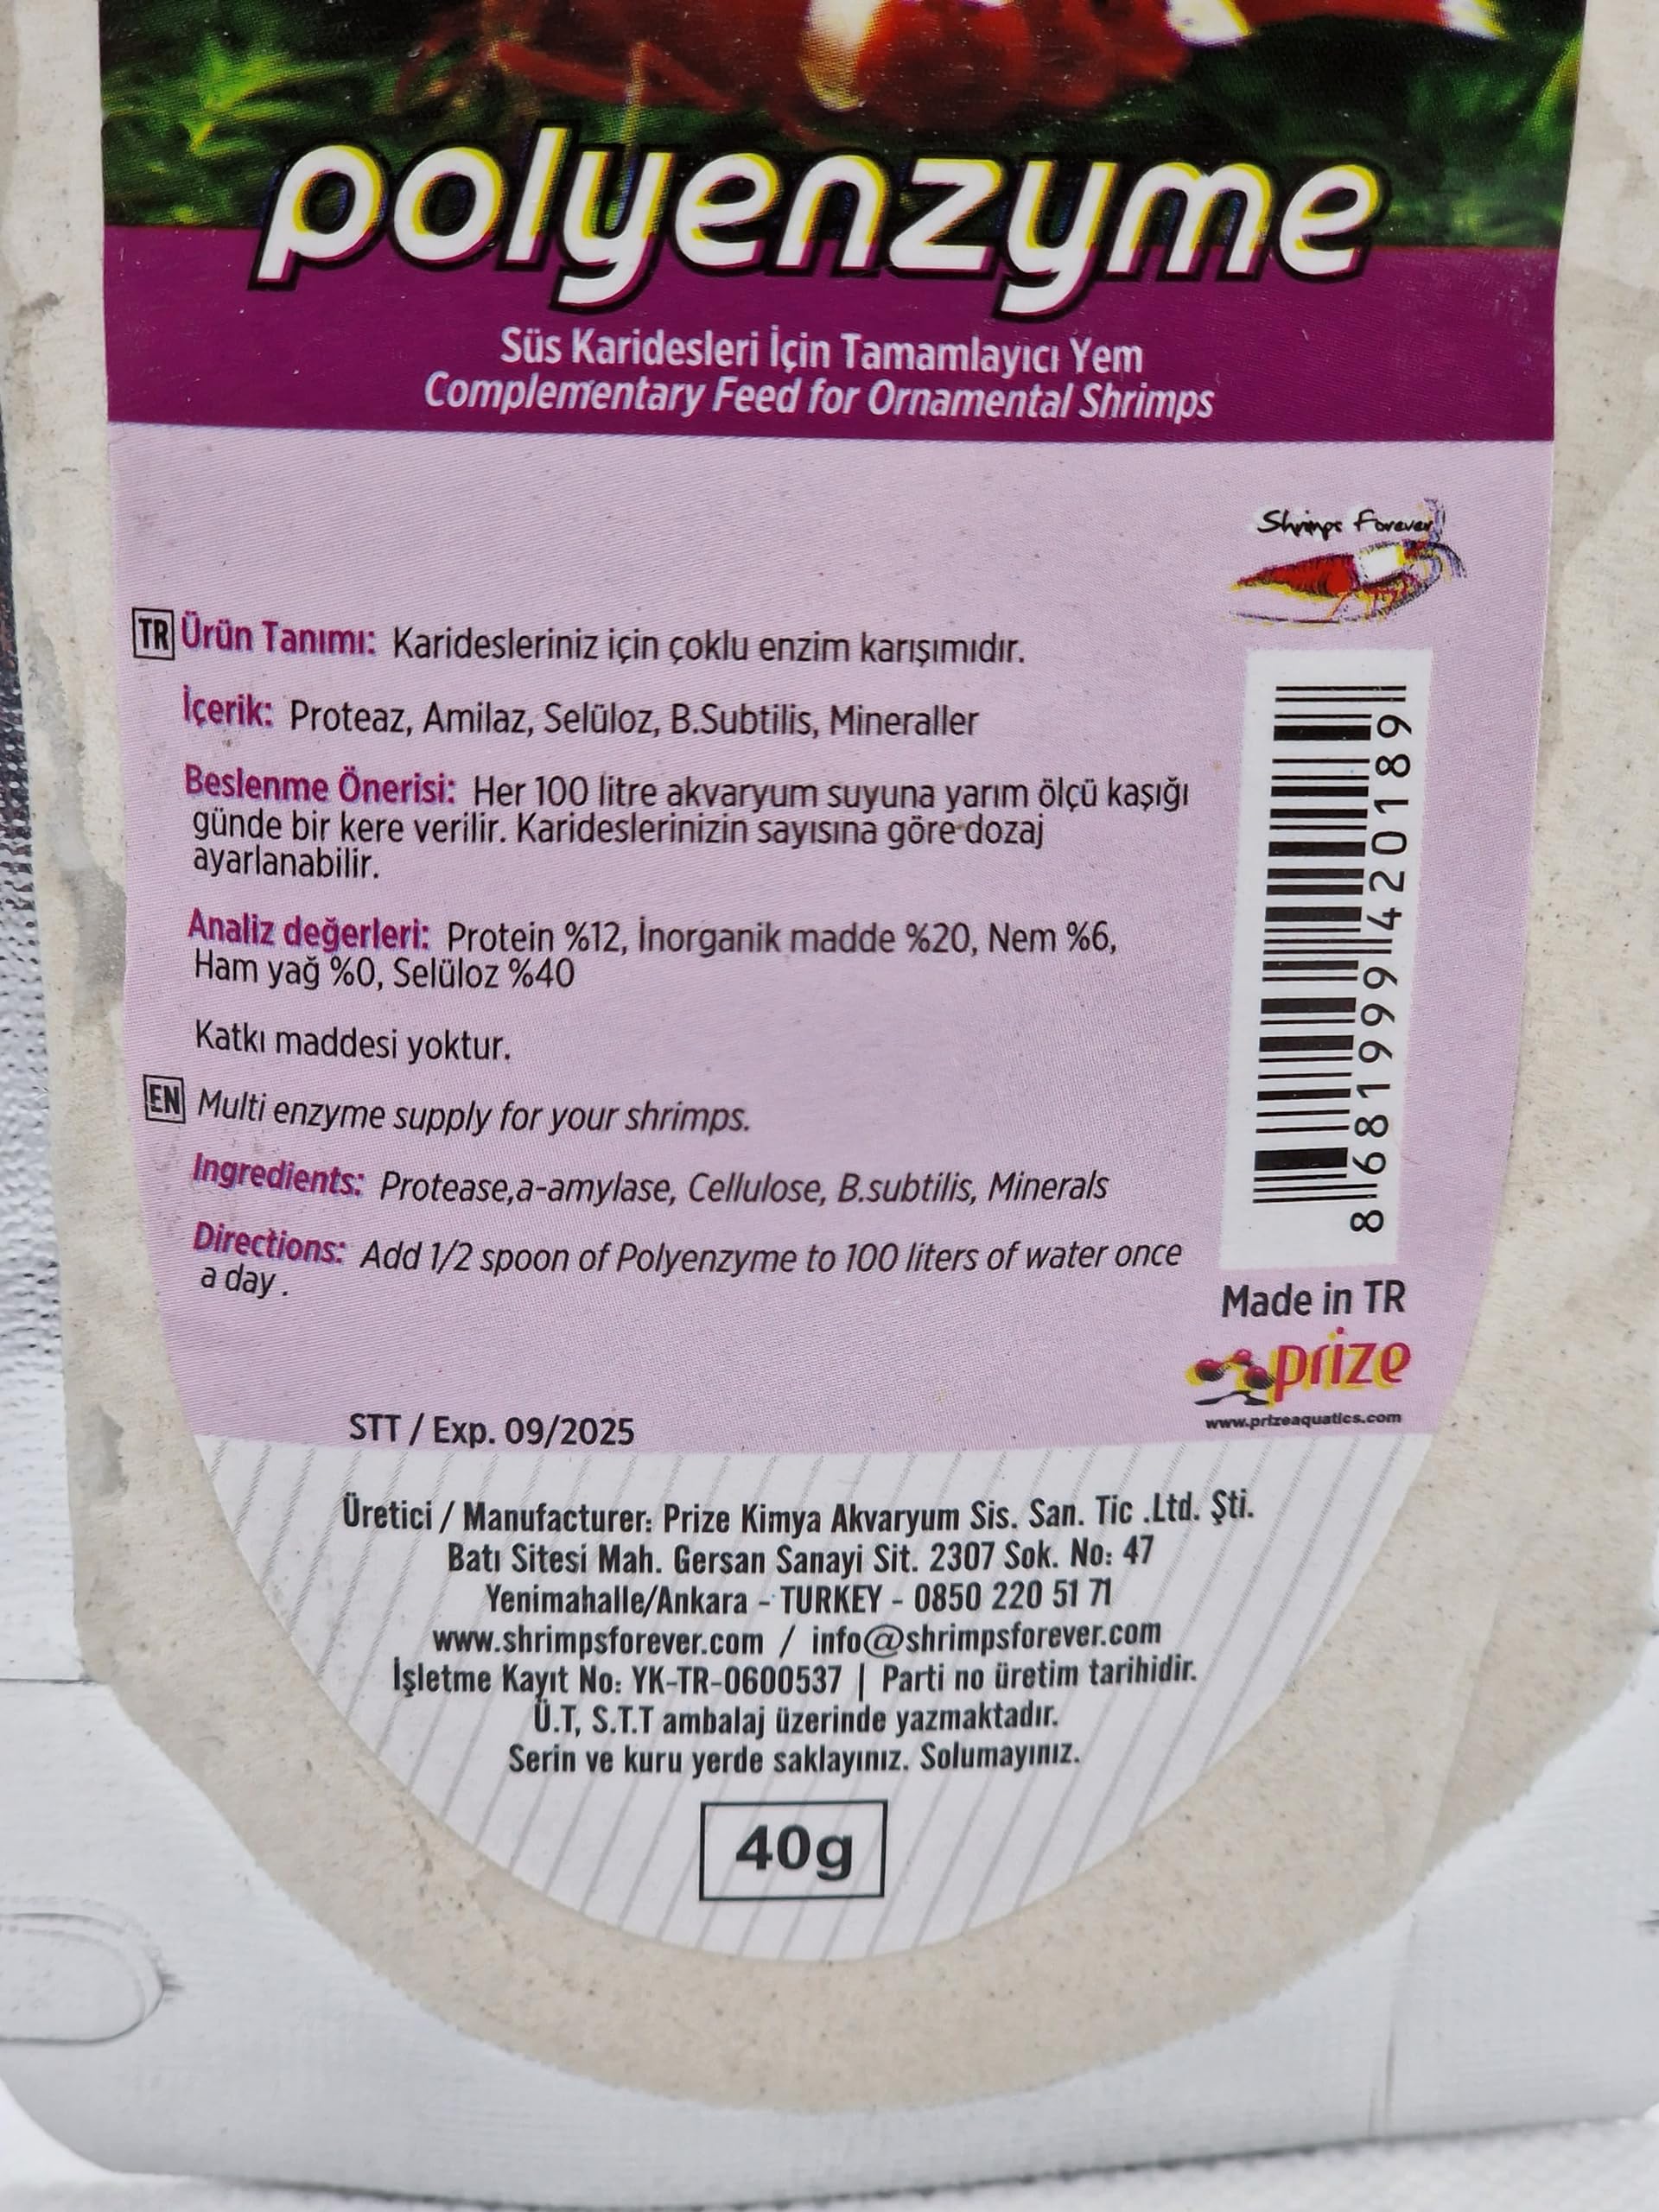 polyenzyme
Süs Karidesleri İçin Tamamlayıcı Yem
Complementary Feed for Ornamental Shrimps
Shrimps Forever
TR Ürün Tanımı: Karidesleriniz için çoklu enzim karışımıdır.
İçerik: Proteaz, Amilaz, Selüloz, B.Subtilis, Mineraller
Beslenme Önerisi: Her 100 litre akvaryum suyuna yarım ölçü kaşığı
günde bir kere verilir. Karideslerinizin sayısına göre dozaj
ayarlanabilir.
Analiz değerleri: Protein %12, İnorganik madde %20, Nem %6,
Ham yağ %0, Selüloz %40
Katkı maddesi yoktur.
EN Multi enzyme supply for your shrimps.
Ingredients: Protease,a-amylase, Cellulose, B.subtilis, Minerals
Directions: Add 1/2 spoon of Polyenzyme to 100 liters of water once
a day .
8 681999 420189
Made in TR
prize
www.prizeaquatics.com
STT / Exp. 09/2025
Üretici / Manufacturer: Prize Kimya Akvaryum Sis. San. Tic .Ltd. Şti.
Batı Sitesi Mah. Gersan Sanayi Sit. 2307 Sok. No: 47
Yenimahalle/Ankara - TURKEY - 0850 220 51 71
www.shrimpsforever.com / info@shrimpsforever.com
İşletme Kayıt No: YK-TR-0600537 | Parti no üretim tarihidir.
Ü.T, S.T.T ambalaj üzerinde yazmaktadır.
Serin ve kuru yerde saklayınız. Solumayınız.
40g